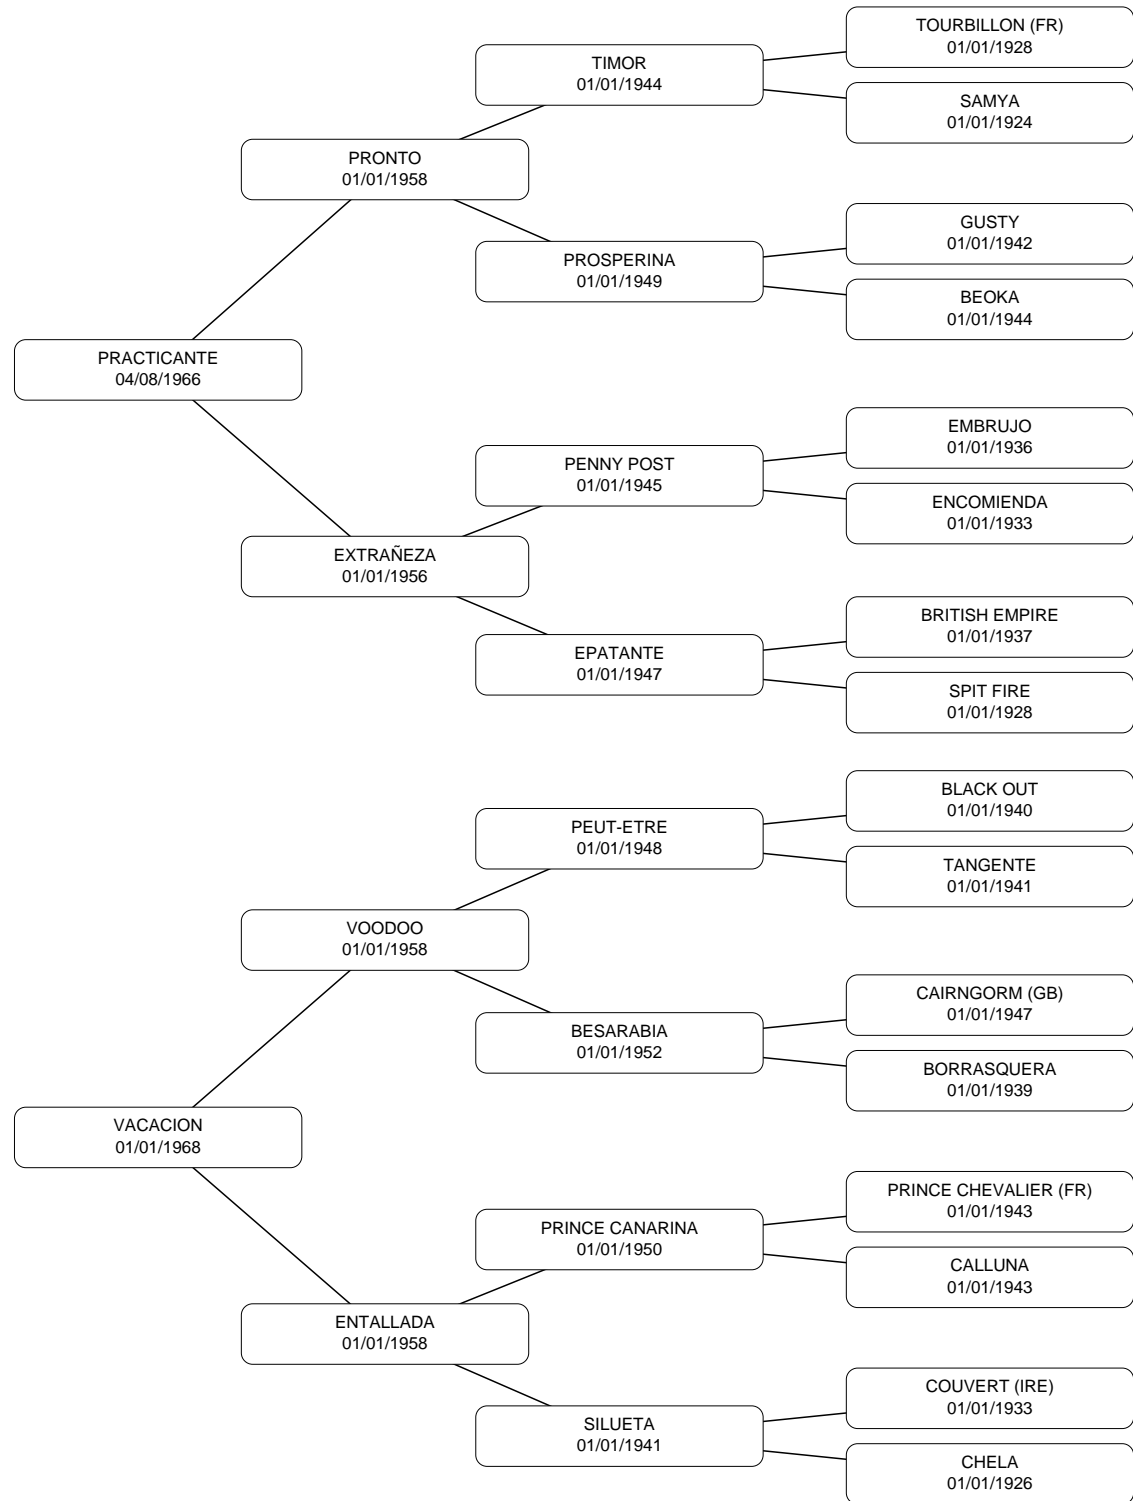 TOURBILLON (FR)
01/01/1928
TIMOR
01/01/1944
SAMYA
01/01/1924
PRONTO
01/01/1958
GUSTY
01/01/1942
PROSPERINA
01/01/1949
BEOKA
01/01/1944
PRACTICANTE
04/08/1966
EMBRUJO
01/01/1936
PENNY POST
01/01/1945
ENCOMIENDA
01/01/1933
EXTRAÑEZA
01/01/1956
BRITISH EMPIRE
01/01/1937
EPATANTE
01/01/1947
SPIT FIRE
01/01/1928
BLACK OUT
01/01/1940
PEUT-ETRE
01/01/1948
TANGENTE
01/01/1941
VOODOO
01/01/1958
CAIRNGORM (GB)
01/01/1947
BESARABIA
01/01/1952
BORRASQUERA
01/01/1939
VACACION
01/01/1968
PRINCE CHEVALIER (FR)
01/01/1943
PRINCE CANARINA
01/01/1950
CALLUNA
01/01/1943
ENTALLADA
01/01/1958
COUVERT (IRE)
01/01/1933
SILUETA
01/01/1941
CHELA
01/01/1926